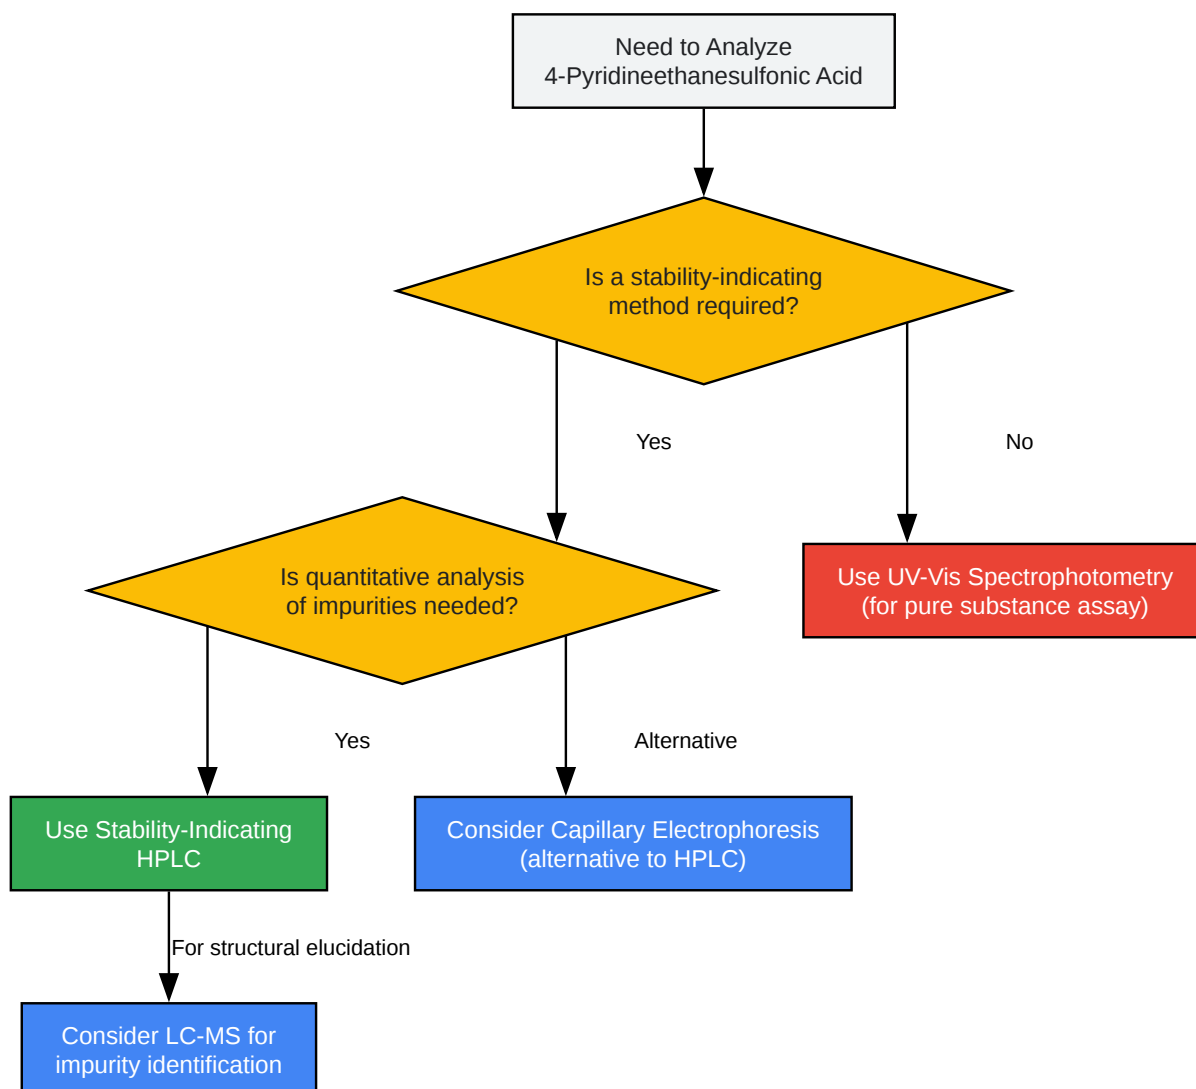 Need to Analyze
4-Pyridineethanesulfonic Acid
Is a stability-indicating
method required?
Yes
No
Is quantitative analysis
of impurities needed?
Use UV-Vis Spectrophotometry
(for pure substance assay)
Yes
Alternative
Use Stability-Indicating
HPLC
Consider Capillary Electrophoresis
(alternative to HPLC)
For structural elucidation
Consider LC-MS for
impurity identification